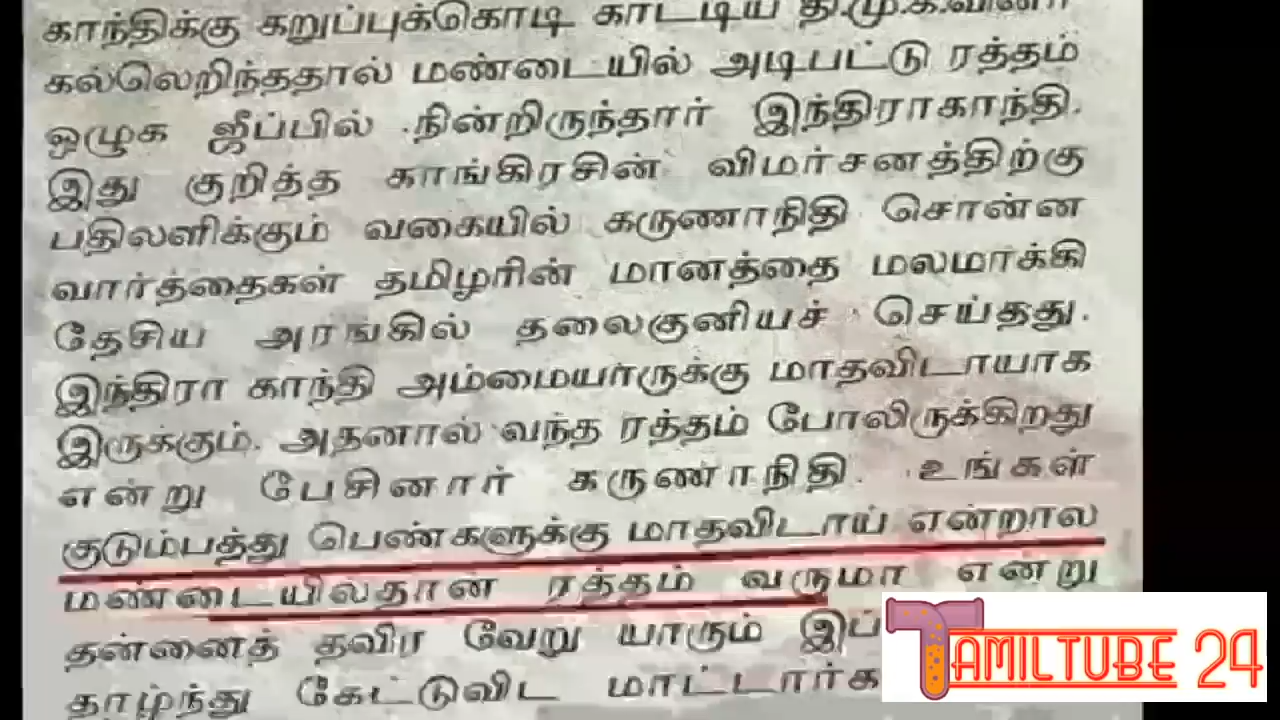 காந்திக்கு கறுப்புக்கொடி காட்டிய தி.மு.க.வினர்
கல்லெறிந்ததால் மண்டையில் அடிபட்டு ரத்தம்
ஒழுக ஜீப்பில் நின்றிருந்தார் இந்திராகாந்தி.
இது குறித்த காங்கிரசின் விமர்சனத்திற்கு
பதிலளிக்கும் வகையில் கருணாநிதி சொன்ன
வார்த்தைகள் தமிழரின் மானத்தை மலமாக்கி
தேசிய அரங்கில் தலைகுனியச் செய்தது.
இந்திரா காந்தி அம்மையார்ருக்கு மாதவிடாயாக
இருக்கும். அதனால் வந்த ரத்தம் போலிருக்கிறது
என்று பேசினார் கருணாநிதி. உங்கள்
குடும்பத்து பெண்களுக்கு மாதவிடாய் என்றால
மண்டையில்தான் ரத்தம் வருமா என்று
தன்னைத் தவிர வேறு யாரும்
தாழ்ந்து கேட்டுவிட
TAMILTUBE 24